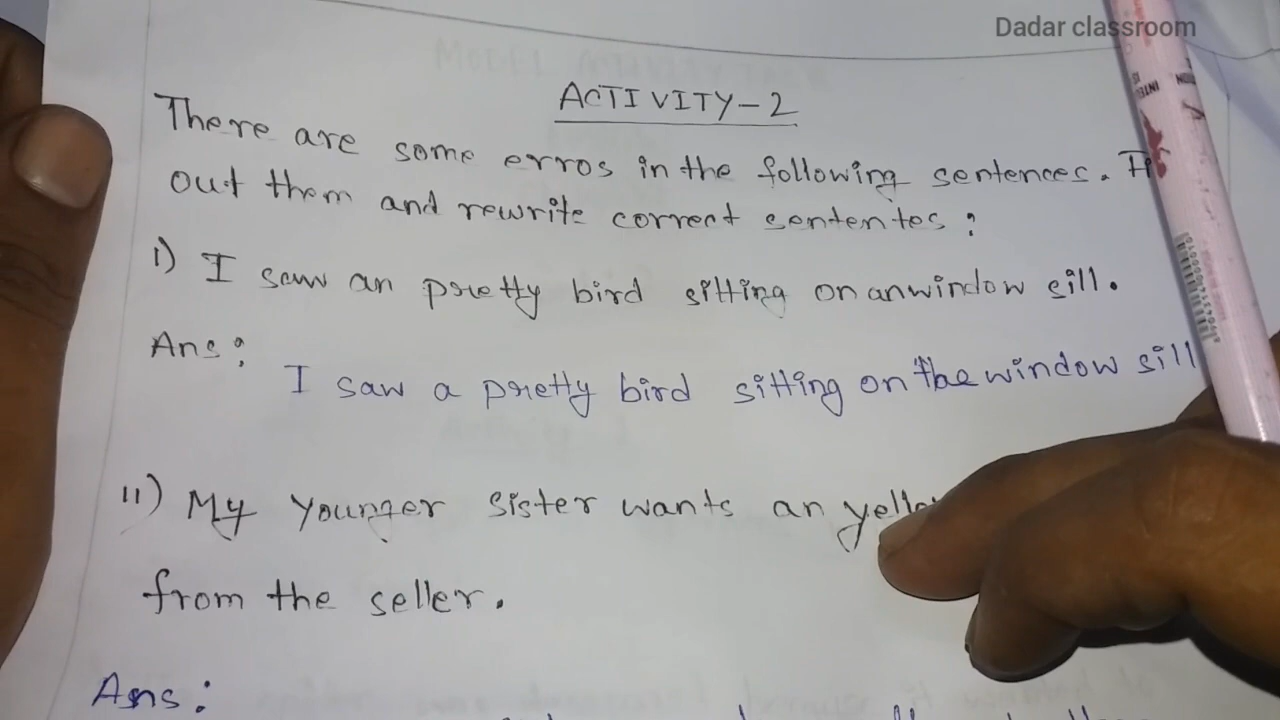 Dadar classroom
ACTIVITY-2
There are some erros in the following sentences.
out them and rewrite correct sententes:
i) I saw an pretty bird sitting on an window sill.
Ans:
I saw a pretty bird sitting on the window sill
ii) My younger sister wants an
from the seller.
Ans: